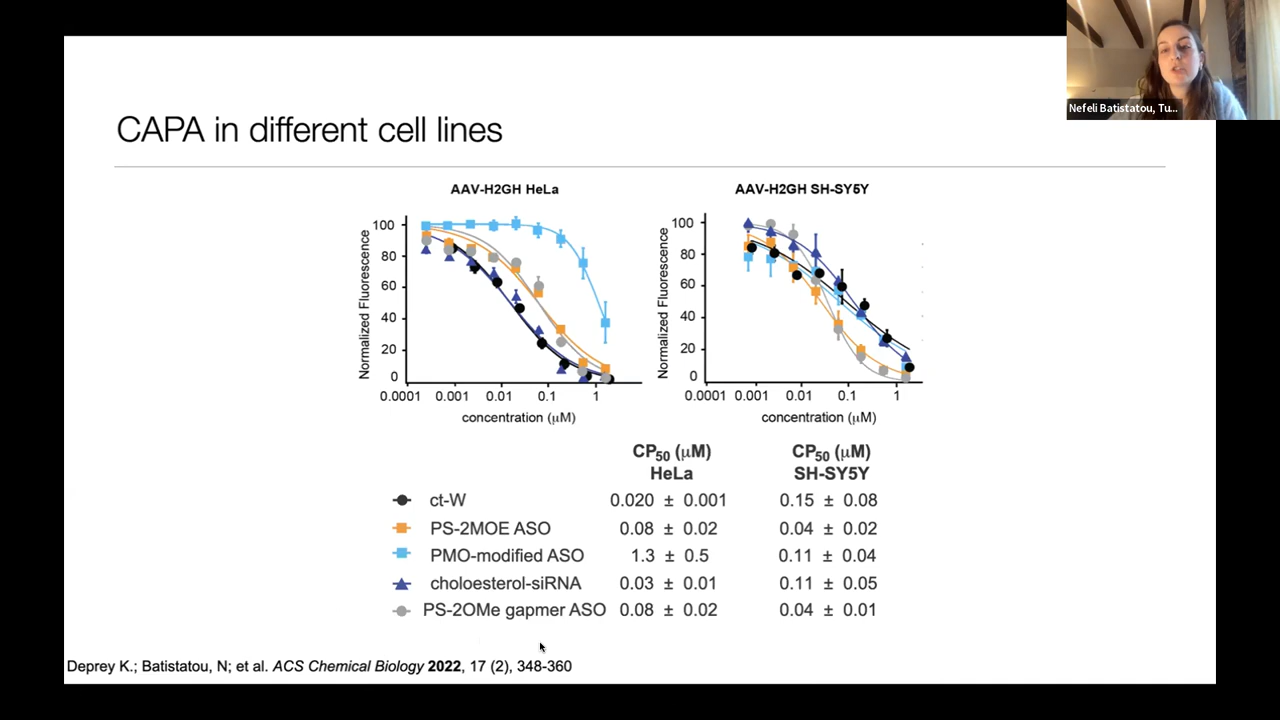 Nefeli Batistatou, Tu...
CAPA in different cell lines
AAV-H2GH HeLa
AAV-H2GH SH-SY5Y
Normalized Fluorescence
100
80
60
40
20
0
0.0001 0.001 0.01 0.1 1
concentration (μM)
Normalized Fluorescence
100
80
60
40
20
0
0.0001 0.001 0.01 0.1 1
concentration (μM)
CP50 (μM) CP50 (μM)
HeLa SH-SY5Y
ct-W 0.020 ± 0.001 0.15 ± 0.08
PS-2MOE ASO 0.08 ± 0.02 0.04 ± 0.02
PMO-modified ASO 1.3 ± 0.5 0.11 ± 0.04
choloesterol-siRNA 0.03 ± 0.01 0.11 ± 0.05
PS-2OMe gapmer ASO 0.08 ± 0.02 0.04 ± 0.01
Deprey K.; Batistatou, N; et al. ACS Chemical Biology 2022, 17 (2), 348-360